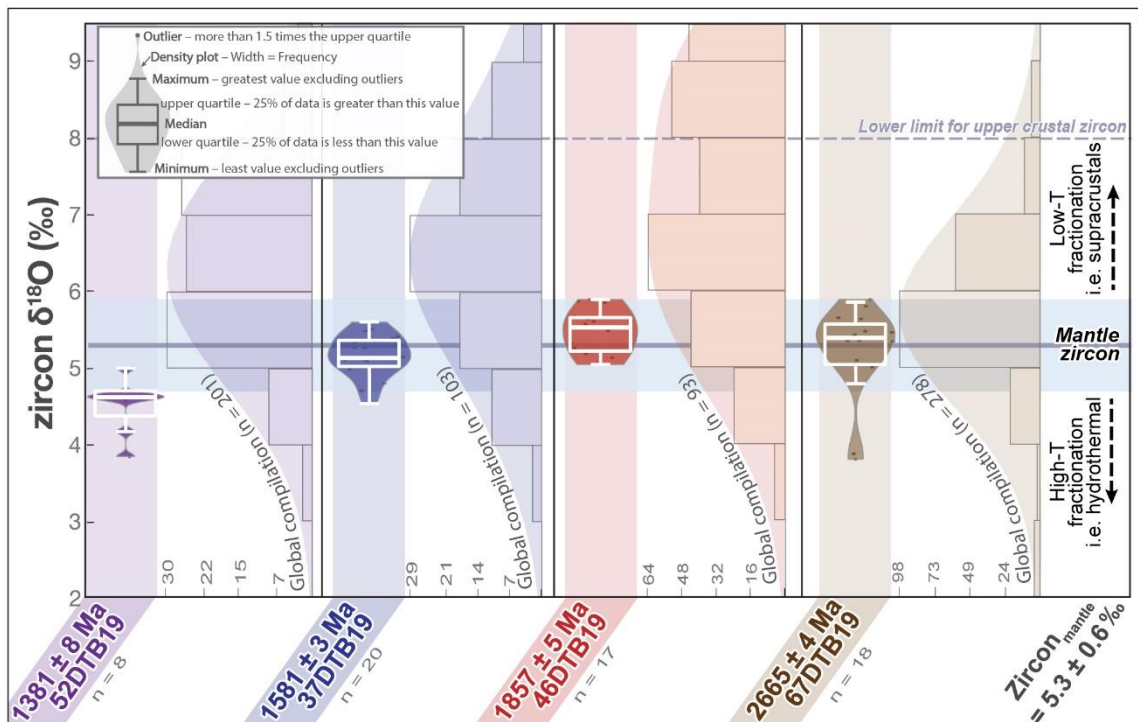 Outlier – more than 1.5 times the upper quartile
Density plot – Width = Frequency
Maximum – greatest value excluding outliers
upper quartile – 25% of data is greater than this value
Median
lower quartile – 25% of data is less than this value
Minimum – least value excluding outliers
zircon δ18O (‰)
9
8
7
6
5
4
3
2
Lower limit for upper crustal zircon
Low-T
fractionation
i.e. supracrustals
Mantle
zircon
High-T
fractionation
i.e. hydrothermal
Global compilation (n = 201)
30
22
15
7
Global compilation (n = 103)
29
21
14
7
Global compilation (n = 93)
64
48
32
16
Global compilation (n = 278)
98
73
49
24
1381 ± 8 Ma
52DTB19
n = 8
1581 ± 3 Ma
37DTB19
n = 20
1857 ± 5 Ma
46DTB19
n = 17
2665 ± 4 Ma
67DTB19
n = 18
Zircon mantle
= 5.3 ± 0.6 ‰